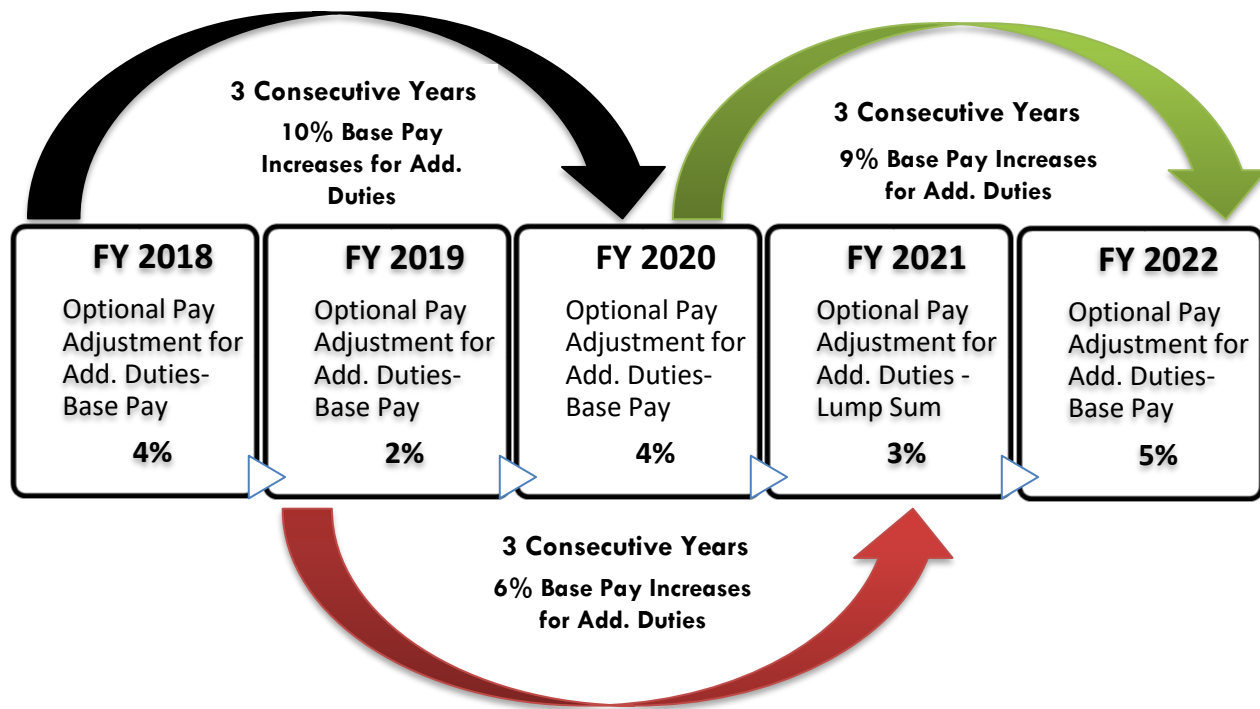 3 Consecutive Years
10% Base Pay
Increases for Add.
Duties
3 Consecutive Years
9% Base Pay Increases
for Add. Duties
FY 2018
Optional Pay
Adjustment for
Add. Duties-
Base Pay
4%
FY 2019
Optional Pay
Adjustment for
Add. Duties-
Base Pay
2%
FY 2020
Optional Pay
Adjustment for
Add. Duties-
Base Pay
4%
FY 2021
Optional Pay
Adjustment for
Add. Duties -
Lump Sum
3%
FY 2022
Optional Pay
Adjustment for
Add. Duties-
Base Pay
5%
3 Consecutive Years
6% Base Pay Increases
for Add. Duties